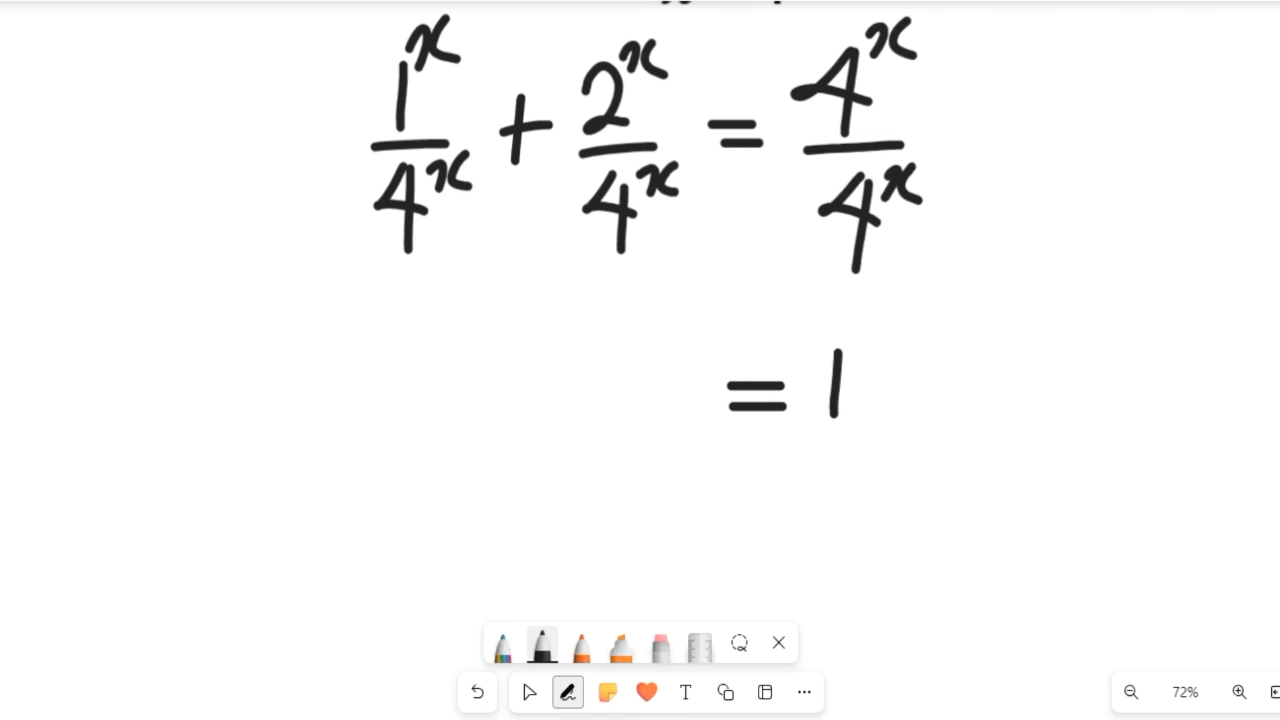 1^x/4^x + 2^x/4^x = 4^x/4^x
= 1
T
72%